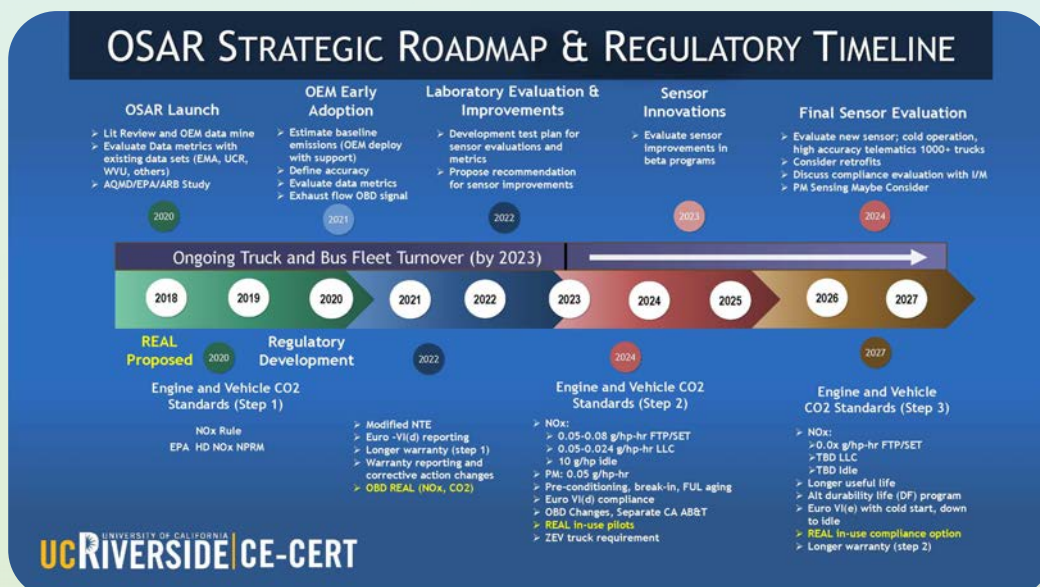 OSAR STRATEGIC ROADMAP & REGULATORY TIMELINE
OSAR Launch
➢ Lit Review and OEM data mine
➢ Evaluate Data metrics with
existing data sets (EMA, UCR,
WVU, others)
➢ AQMD/EPA/ARB Study
2020
OEM Early
Adoption
➢ Estimate baseline
emissions (OEM deploy
with support)
➢ Define accuracy
➢ Evaluate data metrics
➢ Exhaust flow OBD signal
2021
Laboratory Evaluation &
Improvements
➢ Development test plan for
sensor evaluations and
metrics
➢ Propose recommendation
for sensor improvements
2022
Sensor
Innovations
➢ Evaluate sensor
improvements in
beta programs
2023
Final Sensor Evaluation
➢ Evaluate new sensor; cold operation,
high accuracy telematics 1000+ trucks
➢ Consider retrofits
➢ Discuss compliance evaluation with I/M
➢ PM Sensing Maybe Consider
2024
Ongoing Truck and Bus Fleet Turnover (by 2023)
2018 2019 2020 2021 2022 2023 2024 2025 2026 2027
REAL
Proposed
2020
Regulatory
Development
Engine and Vehicle CO2
Standards (Step 1)
NOx Rule
EPA HD NOx NPRM
2022
➢ Modified NTE
➢ Euro -VI(d) reporting
➢ Longer warranty (step 1)
➢ Warranty reporting and
corrective action changes
➢ OBD REAL (NOx, CO2)
2024
Engine and Vehicle CO2
Standards (Step 2)
➢ NOx:
➢ 0.05-0.08 g/hp-hr FTP/SET
➢ 0.05-0.024 g/hp-hr LLC
➢ 10 g/hp idle
➢ PM: 0.05 g/hp-hr
➢ Pre-conditioning, break-in, FUL aging
➢ Euro VI(d) compliance
➢ OBD Changes, Separate CA AB&T
➢ REAL in-use pilots
➢ ZEV truck requirement
2027
Engine and Vehicle
CO2 Standards (Step 3)
➢ NOx:
➢0.0x g/hp-hr FTP/SET
➢TBD LLC
➢TBD Idle
➢ Longer useful life
➢ Alt durability life (DF) program
➢ Euro VI(e) with cold start, down
to idle
➢ REAL in-use compliance option
➢ Longer warranty (step 2)
UNIVERSITY OF CALIFORNIA
UCRIVERSIDE | CE-CERT